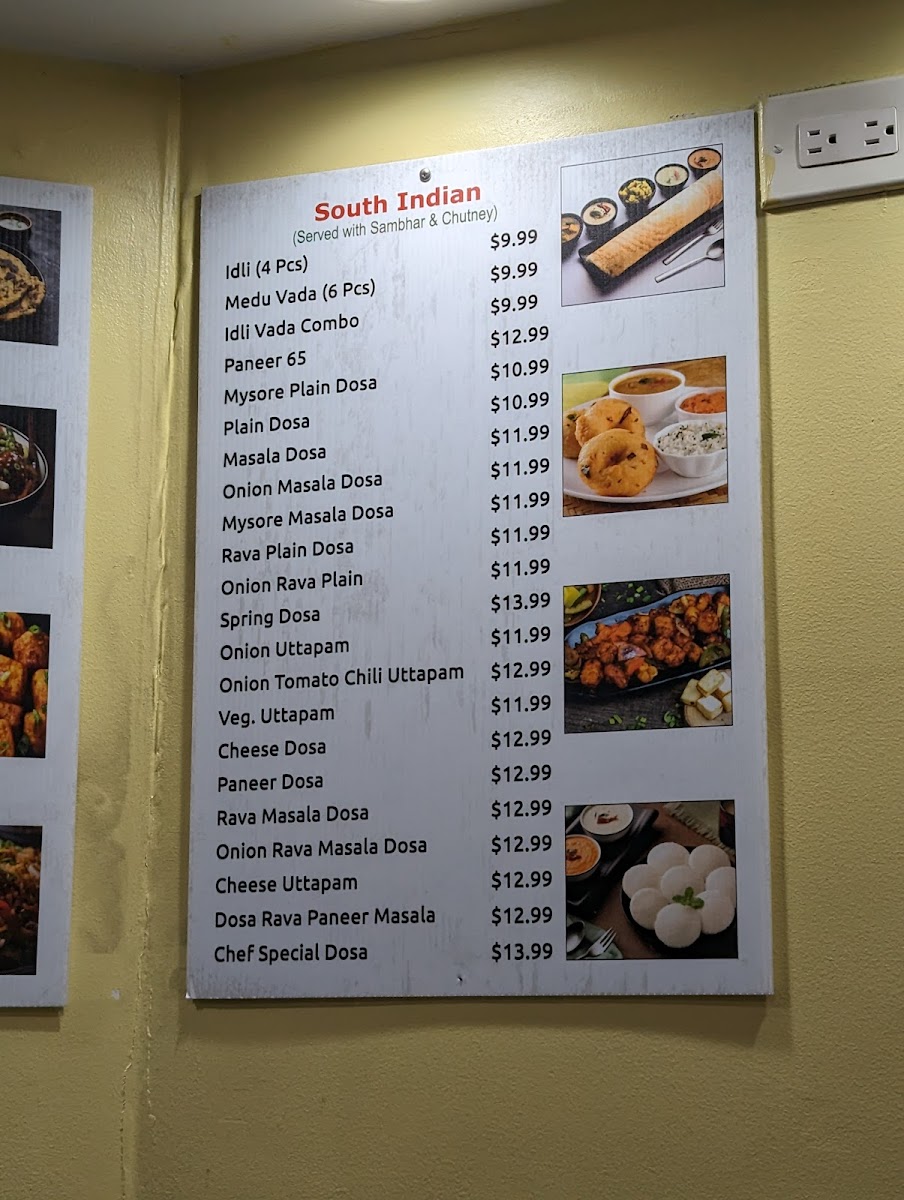 South Indian
(Served with Sambhar & Chutney)
Idli (4 Pcs) $9.99
Medu Vada (6 Pcs) $9.99
Idli Vada Combo $9.99
Paneer 65 $12.99
Mysore Plain Dosa $10.99
Plain Dosa $10.99
Masala Dosa $11.99
Onion Masala Dosa $11.99
Mysore Masala Dosa $11.99
Rava Plain Dosa $11.99
Onion Rava Plain $11.99
Spring Dosa $13.99
Onion Uttapam $11.99
Onion Tomato Chili Uttapam $12.99
Veg. Uttapam $11.99
Cheese Dosa $12.99
Paneer Dosa $12.99
Rava Masala Dosa $12.99
Onion Rava Masala Dosa $12.99
Cheese Uttapam $12.99
Dosa Rava Paneer Masala $12.99
Chef Special Dosa $13.99